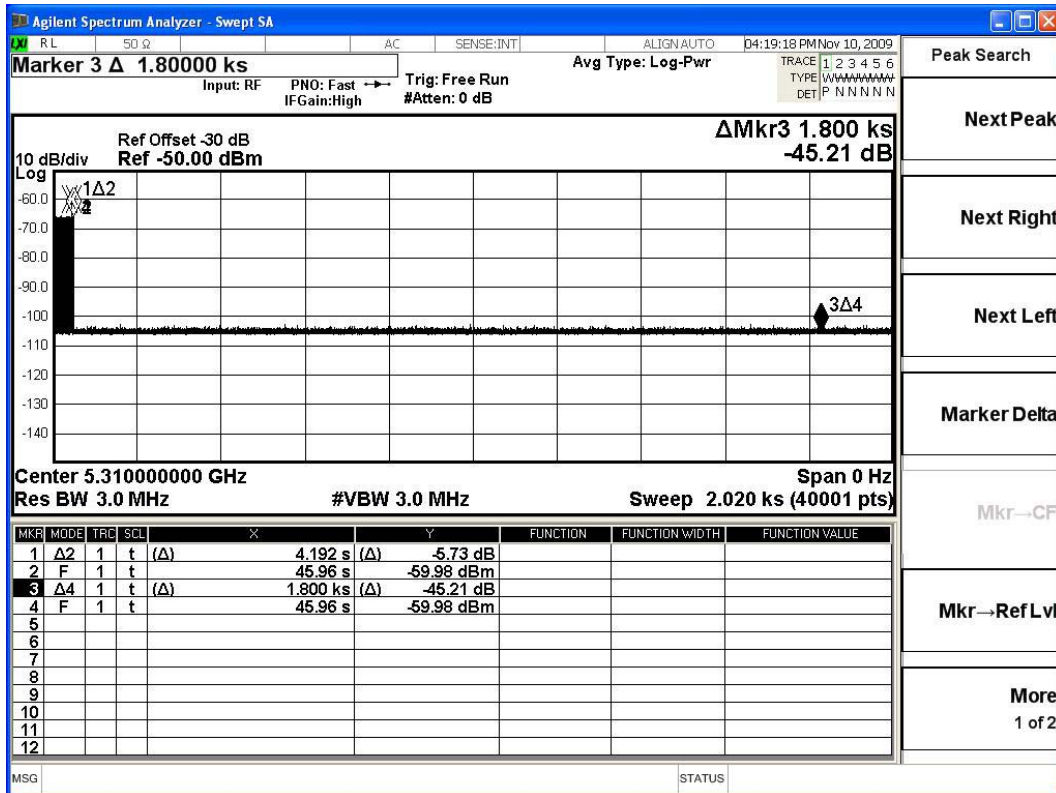 Agilent Spectrum Analyzer - Swept SA
LXI RL 50 Ω AC SENSE:INT ALIGN AUTO 04:19:18 PM Nov 10, 2009
Marker 3 Δ 1.80000 ks
Input: RF PNO: Fast Trig: Free Run Avg Type: Log-Pwr TRACE 1 2 3 4 5 6
IFGain:High #Atten: 0 dB TYPE WWWWWW
DET P N N N N N
Peak Search
Next Peak
Next Right
Next Left
Marker Delta
Mkr→CF
Mkr→Ref Lvl
More
1 of 2
ΔMkr3 1.800 ks
-45.21 dB
Ref Offset -30 dB
10 dB/div Ref -50.00 dBm
Log
1Δ2
-60.0
-70.0
-80.0
-90.0
3Δ4
-100
-110
-120
-130
-140
Center 5.310000000 GHz Span 0 Hz
Res BW 3.0 MHz #VBW 3.0 MHz Sweep 2.020 ks (40001 pts)
MKR MODE TRC SCL X Y FUNCTION FUNCTION WIDTH FUNCTION VALUE
1 Δ2 1 t (Δ) 4.192 s (Δ) -5.73 dB
2 F 1 t 45.96 s -59.98 dBm
3 Δ4 1 t (Δ) 1.800 ks (Δ) -45.21 dB
4 F 1 t 45.96 s -59.98 dBm
5
6
7
8
9
10
11
12
MSG STATUS